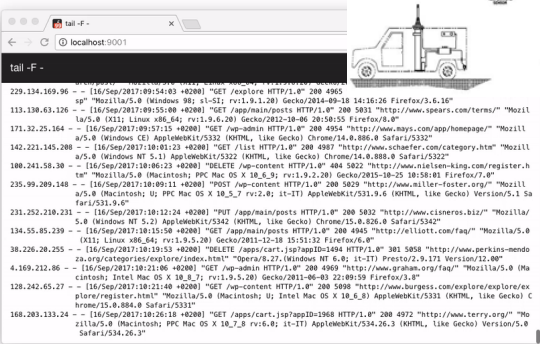 tail -F -
localhost:9001
tail -F -
229.134.169.96 - - [16/Sep/2017:09:54:03 +0200] "GET /explore HTTP/1.0" 200 4965
sp" "Mozilla/5.0 (Windows 98; sl-SI; rv:1.9.1.20) Gecko/2014-09-18 14:16:26 Firefox/3.6.16"
113.130.63.126 - - [16/Sep/2017:09:55:00 +0200] "GET /app/main/posts HTTP/1.0" 200 5031 "http://www.spears.com/terms/" "Mozil
la/5.0 (X11; Linux x86_64; rv:1.9.6.20) Gecko/2012-10-06 20:50:55 Firefox/8.0"
171.32.25.164 - - [16/Sep/2017:09:57:15 +0200] "GET /wp-admin HTTP/1.0" 200 4954 "http://www.mays.com/app/homepage/" "Mozill
a/5.0 (Windows CE) AppleWebKit/5332 (KHTML, like Gecko) Chrome/14.0.886.0 Safari/5332"
142.221.145.208 - - [16/Sep/2017:10:01:23 +0200] "GET /list HTTP/1.0" 200 4987 "http://www.schaefer.com/category.htm" "Mozill
a/5.0 (Windows NT 5.1) AppleWebKit/5322 (KHTML, like Gecko) Chrome/14.0.888.0 Safari/5322"
100.241.58.30 - - [16/Sep/2017:10:06:23 +0200] "DELETE /wp-content HTTP/1.0" 200 4902 "http://www.nielsen-king.com/register.h
tm" "Mozilla/5.0 (Macintosh; PPC Mac OS X 10_6_9; rv:1.9.2.20) Gecko/2015-10-25 10:58:01 Firefox/7.0"
235.99.209.148 - - [16/Sep/2017:10:09:11 +0200] "POST /wp-content HTTP/1.0" 200 5029 "http://www.miller-foster.org/" "Mozilla
/5.0 (Macintosh; U; PPC Mac OS X 10_5_7 rv:2.0; it-IT) AppleWebKit/531.9.6 (KHTML, like Gecko) Version/5.1 Sa
fari/531.9.6"
231.252.210.231 - - [16/Sep/2017:10:12:24 +0200] "PUT /app/main/posts HTTP/1.0" 200 5032 "http://www.cisneros.biz/" "Mozilla/
5.0 (Windows NT 5.2) AppleWebKit/5342 (KHTML, like Gecko) Chrome/15.0.826.0 Safari/5342"
134.55.85.239 - - [16/Sep/2017:10:15:50 +0200] "GET /app/main/posts HTTP/1.0" 200 4945 "http://elliott.com/faq/" "Mozilla/5.0
(X11; Linux x86_64; rv:1.9.5.20) Gecko/2011-12-18 15:51:32 Firefox/6.0"
38.226.20.255 - - [16/Sep/2017:10:19:53 +0200] "DELETE /apps/cart.jsp?appID=1494 HTTP/1.0" 301 5058 "http://www.perkins-mendo
za.org/categories/explore/index.html" "Opera/8.27.(Windows NT 6.0; it-IT) Presto/2.9.171 Version/12.00"
4.169.212.86 - - [16/Sep/2017:10:21:06 +0200] "GET /wp-admin HTTP/1.0" 200 4969 "http://www.graham.org/faq/" "Mozilla/5.0 (Ma
cintosh; Intel Mac OS X 10_8_7; rv:1.9.5.20) Gecko/2011-06-03 22:09:59 Firefox/3.8"
128.242.65.27 - - [16/Sep/2017:10:21:40 +0200] "GET /wp-content HTTP/1.0" 200 5098 "http://www.burgess.com/explore/explore/ex
plore/register.html" "Mozilla/5.0 (Macintosh; U; Intel Mac OS X 10_6_8) AppleWebKit/5331 (KHTML, like Gecko) C
hrome/15.0.884.0 Safari/5331"
168.203.133.24 - - [16/Sep/2017:10:26:18 +0200] "GET /apps/cart.jsp?appID=1968 HTTP/1.0" 200 4972 "http://www.terry.org/" "Mo
zilla/5.0 (Macintosh; PPC Mac OS X 10_7_8 rv:6.0; it-IT) AppleWebKit/534.26.3 (KHTML, like Gecko) Version/5.0
Safari/534.26.3"